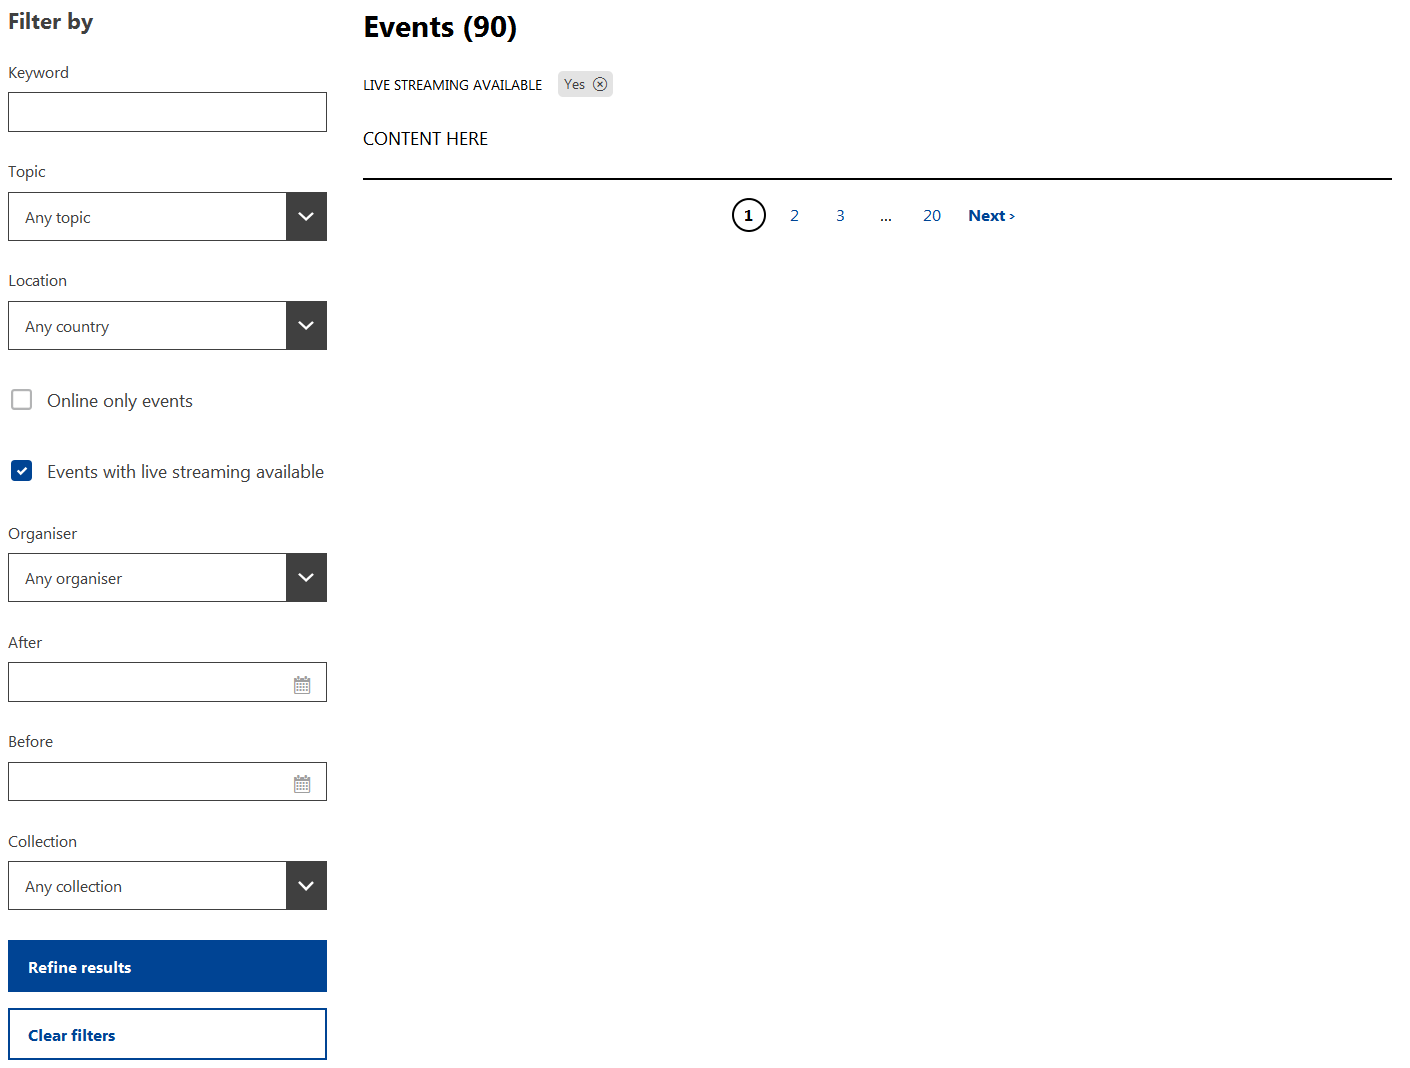 Filter by
Keyword
Topic
Any topic
Location
Any country
Online only events
Events with live streaming available
Organiser
Any organiser
After
Before
Collection
Any collection
Refine results
Clear filters
Events (90)
LIVE STREAMING AVAILABLE Yes
CONTENT HERE
1 2 3 ... 20 Next ›